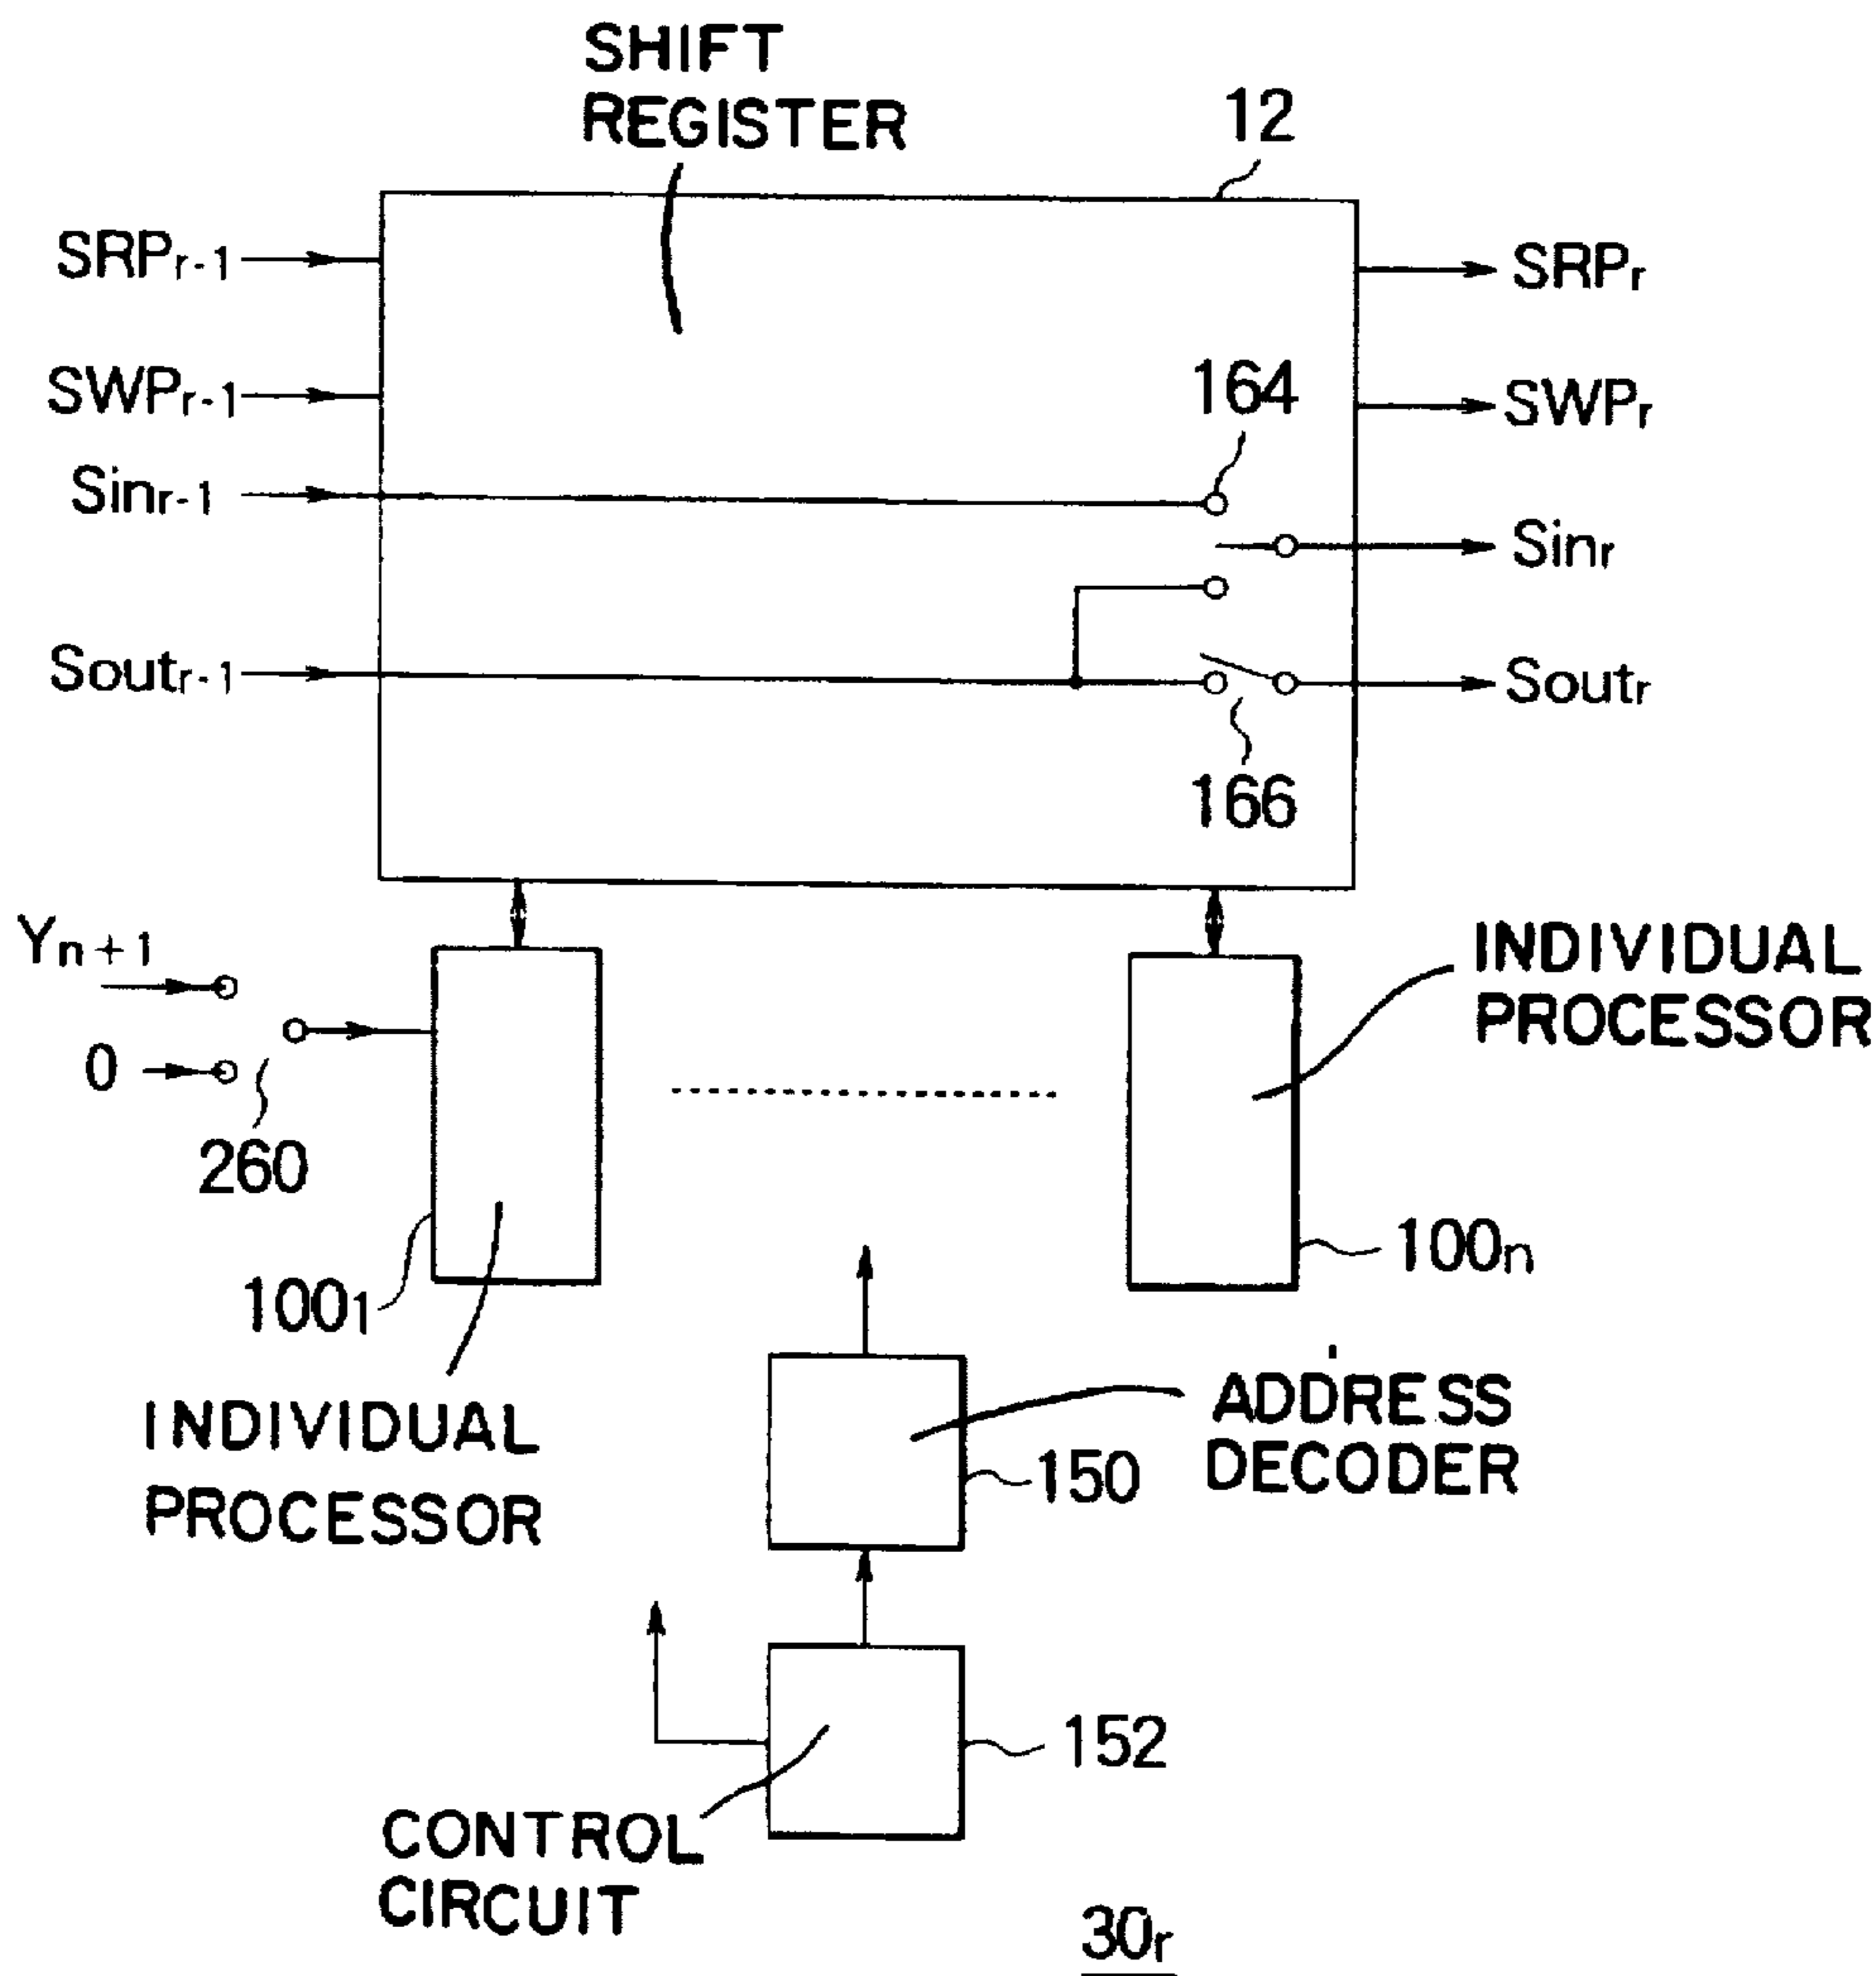 SHIFT
REGISTER
12
SRPr-1
SRPr
SWPr-1
SWPr
164
Sinr-1
Sinr
Soutr-1
Soutr
166
Yn+1
0
260
INDIVIDUAL
PROCESSOR
1001
100n
INDIVIDUAL
PROCESSOR
ADDRESS
DECODER
150
152
CONTROL
CIRCUIT
30r